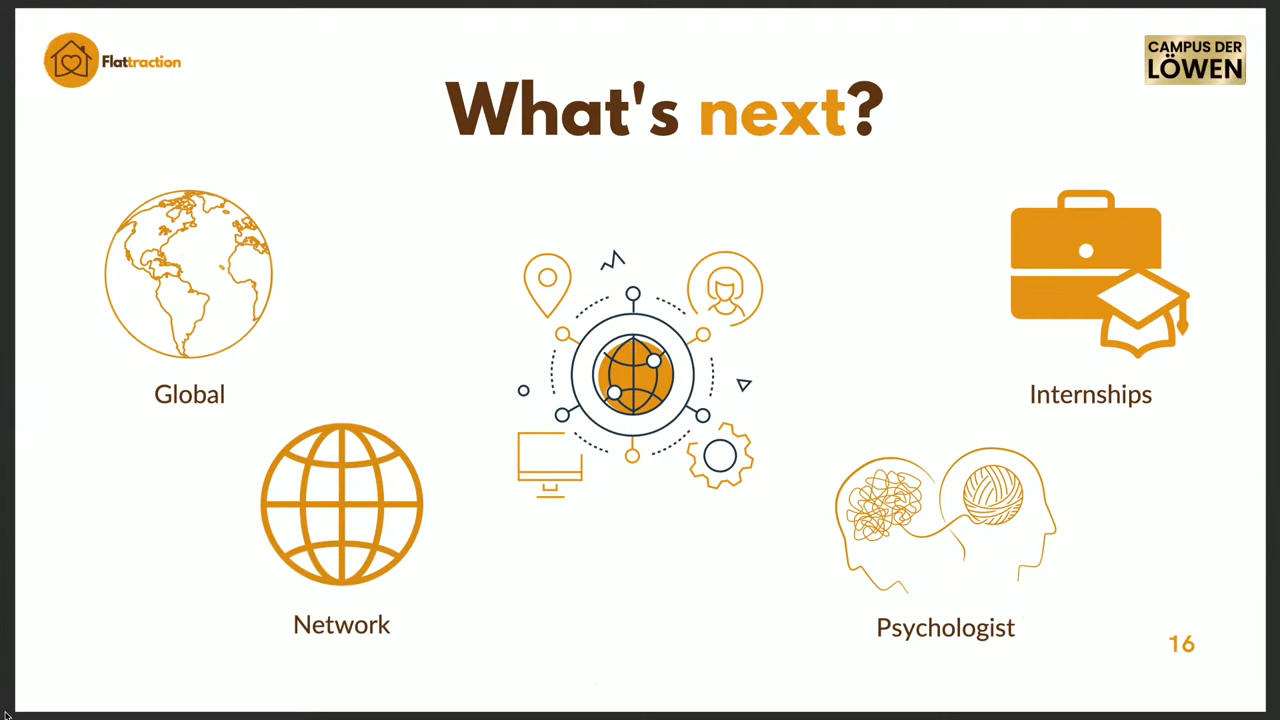 Flattraction
CAMPUS DER
LÖWEN
What's next?
Global
Internships
Network
Psychologist
16